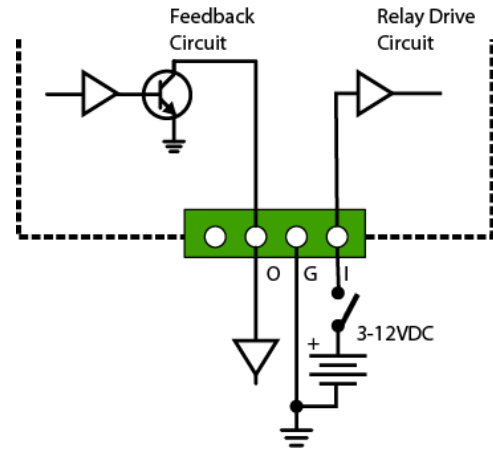 Feedback
Circuit
Relay Drive
Circuit
O G I
+ 3-12VDC